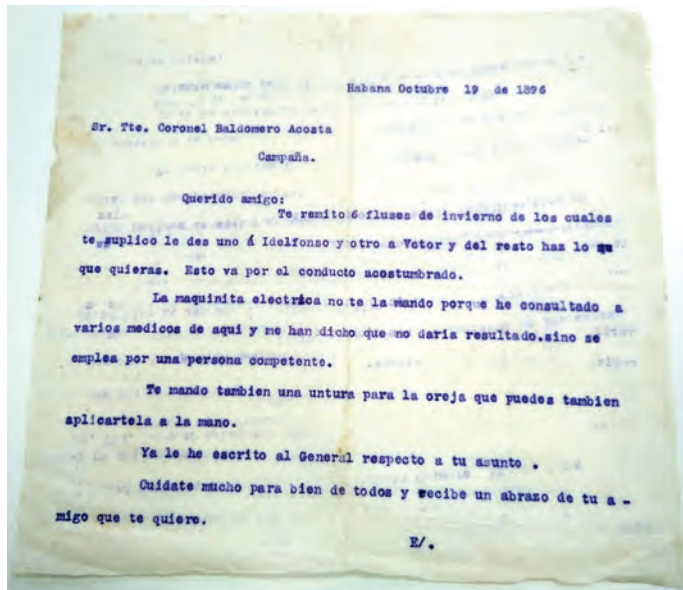 Habana Octubre 19 de 1896
Sr. Tte. Coronel Baldomero Acosta
Campaña.
Querido amigo:
Te remito 6 fluses de invierno de los cuales
te suplico le des uno á Idelfonso y otro a Vetor y del resto haz lo qu
que quieras. Esto va por el conducto acostumbrado.
La maquinita electrica no te la mando porque he consultado a
varios medicos de aqui y me han dicho que no daria resultado.sino se
emplea por una persona competente.
Te mando tambien una untura para la oreja que puedes tambien
aplicartela a la mano.
Ya le he escrito al General respecto a tu asunto .
Cuidate mucho para bien de todos y recibe un abrazo de tu a -
migo que te quiere.
E/.